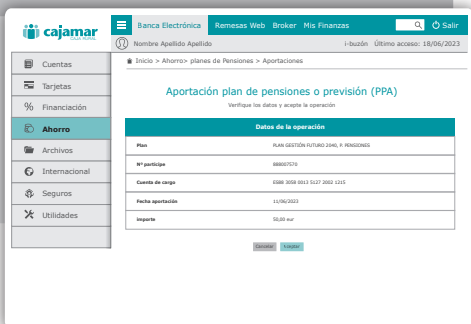 cajamar
CAJA RURAL
Banca Electrónica Remesas Web Broker Mis Finanzas Salir
Nombre Apellido Apellido i-buzón Último acceso: 18/06/2023
Inicio > Ahorro> planes de Pensiones > Aportaciones
Cuentas
Tarjetas
Financiación
Ahorro
Archivos
Internacional
Seguros
Utilidades
Aportación plan de pensiones o previsión (PPA)
Verifique los datos y acepte la operación
Datos de la operación
Plan PLAN GESTIÓN FUTURO 2040, P. PENSIONES
Nº partícipe 888007570
Cuenta de cargo ES88 3058 0013 5127 2002 1215
Fecha aportación 11/06/2023
importe 50,00 eur
Cancelar Aceptar